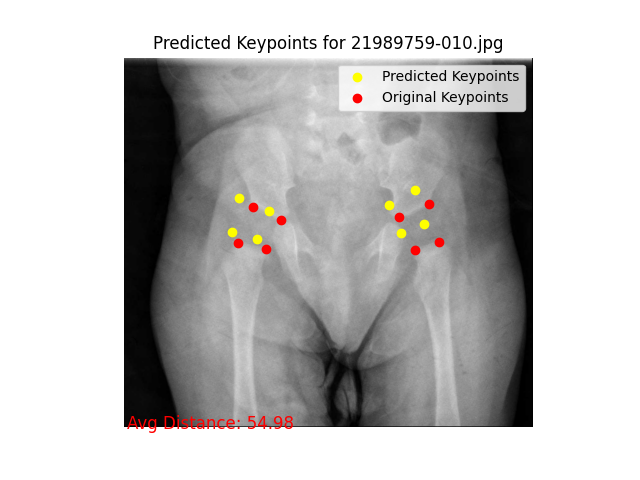 Predicted Keypoints for 21989759-010.jpg
Predicted Keypoints
Original Keypoints
Avg Distance: 54.98